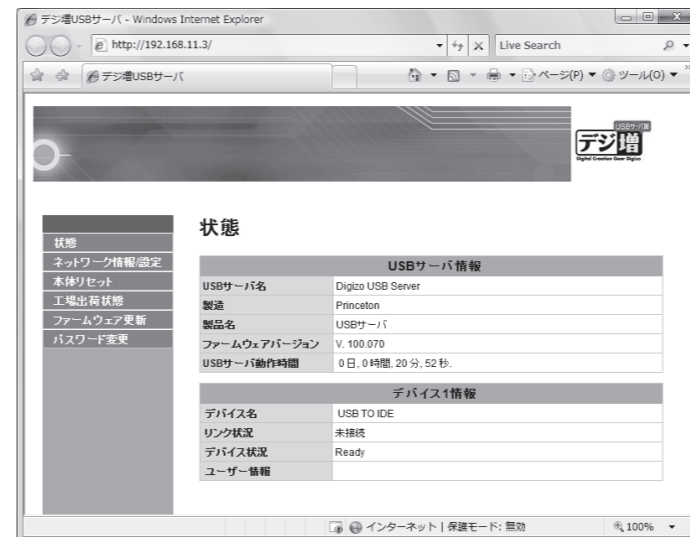 デジ増USBサーバ - Windows Internet Explorer
http://192.168.11.3/
Live Search
デジ増USBサーバ
ページ(P)
ツール(O)
USBサーバ編
デジ増
Digital Creation Gear Digizo
状態
ネットワーク情報/設定
本体リセット
工場出荷状態
ファームウェア更新
パスワード変更
状態
USBサーバ情報
USBサーバ名 Digizo USB Server
製造 Princeton
製品名 USBサーバ
ファームウェアバージョン V. 100.070
USBサーバ動作時間 0日, 0時間, 20分, 52秒.
デバイス1情報
デバイス名 USB TO IDE
リンク状況 未接続
デバイス状況 Ready
ユーザー情報
インターネット | 保護モード: 無効
100%